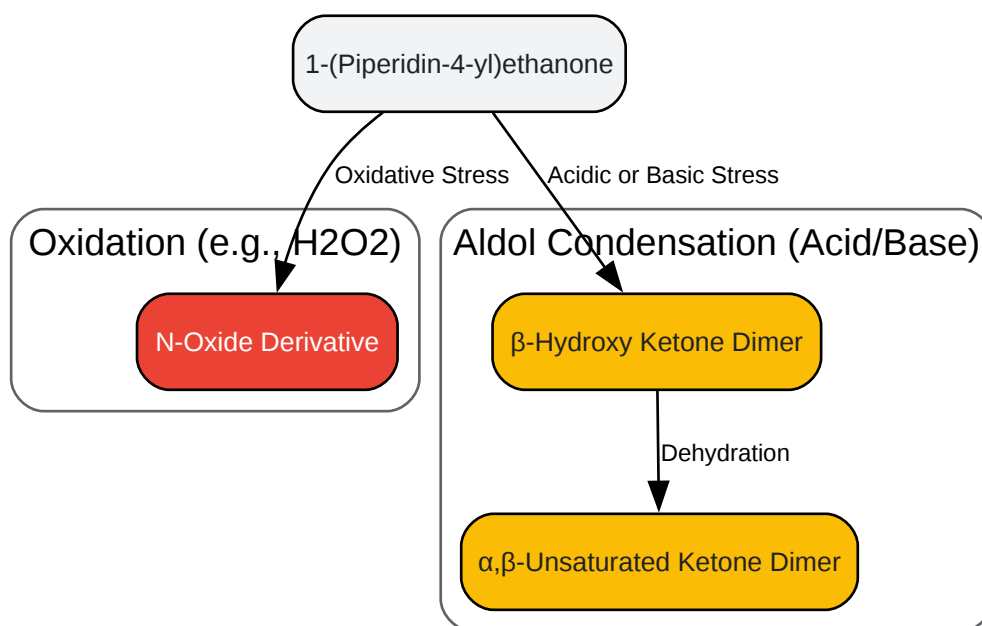 1-(Piperidin-4-yl)ethanone
Oxidative Stress
Acidic or Basic Stress
Oxidation (e.g., H2O2)
Aldol Condensation (Acid/Base)
N-Oxide Derivative
β-Hydroxy Ketone Dimer
Dehydration
α,β-Unsaturated Ketone Dimer